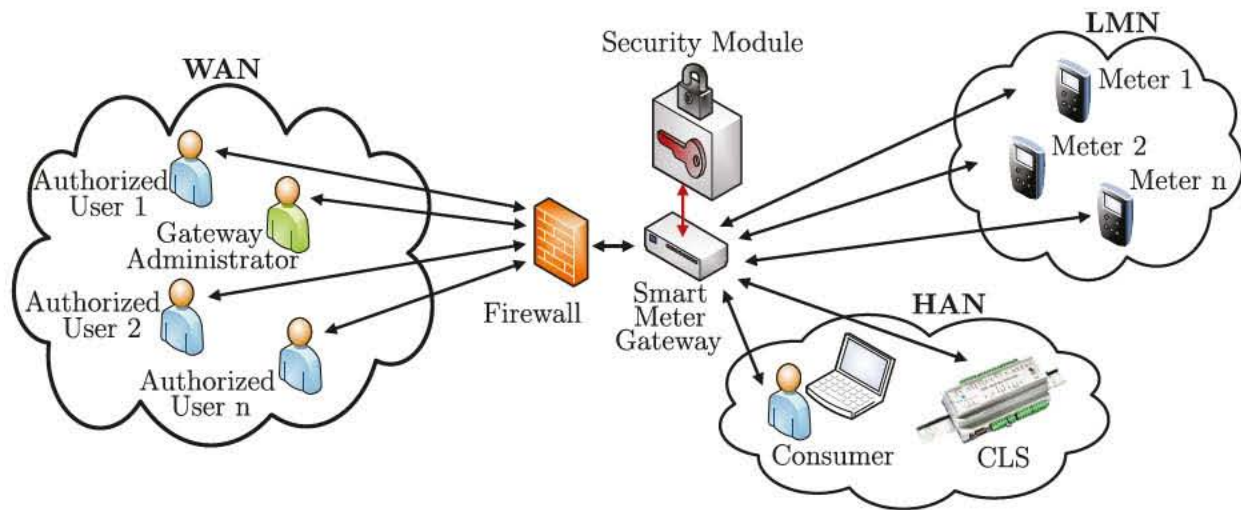 WAN
Authorized
User 1
Gateway
Administrator
Authorized
User 2
Authorized
User n
Firewall
Security Module
Smart
Meter
Gateway
LMN
Meter 1
Meter 2
Meter n
HAN
Consumer
CLS